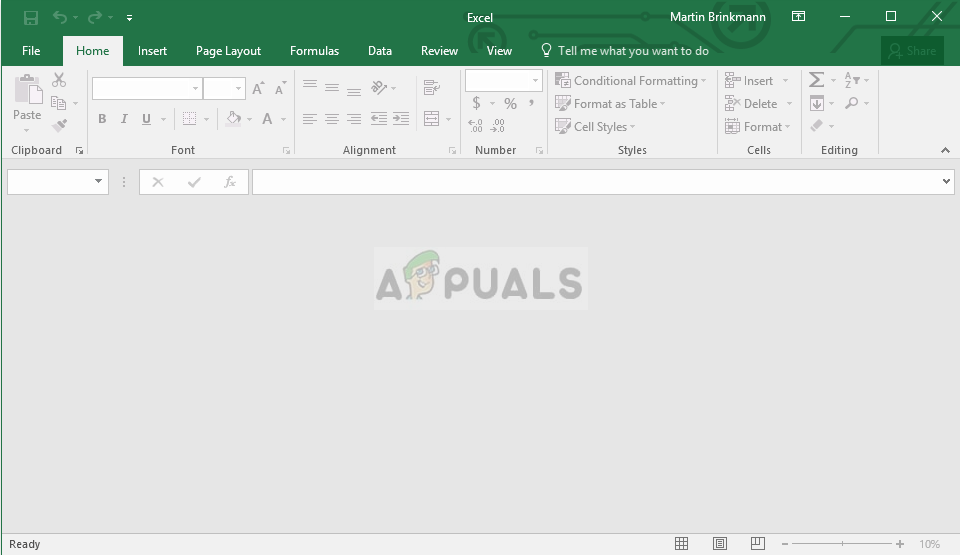 Excel
Martin Brinkmann
File Home Insert Page Layout Formulas Data Review View Tell me what you want to do Share
Conditional Formatting
Format as Table
Cell Styles
Insert
Delete
Format
Paste
B I U A
$ % ,
Clipboard Font Alignment Number Styles Cells Editing
fx
APPUALS
Ready 10%